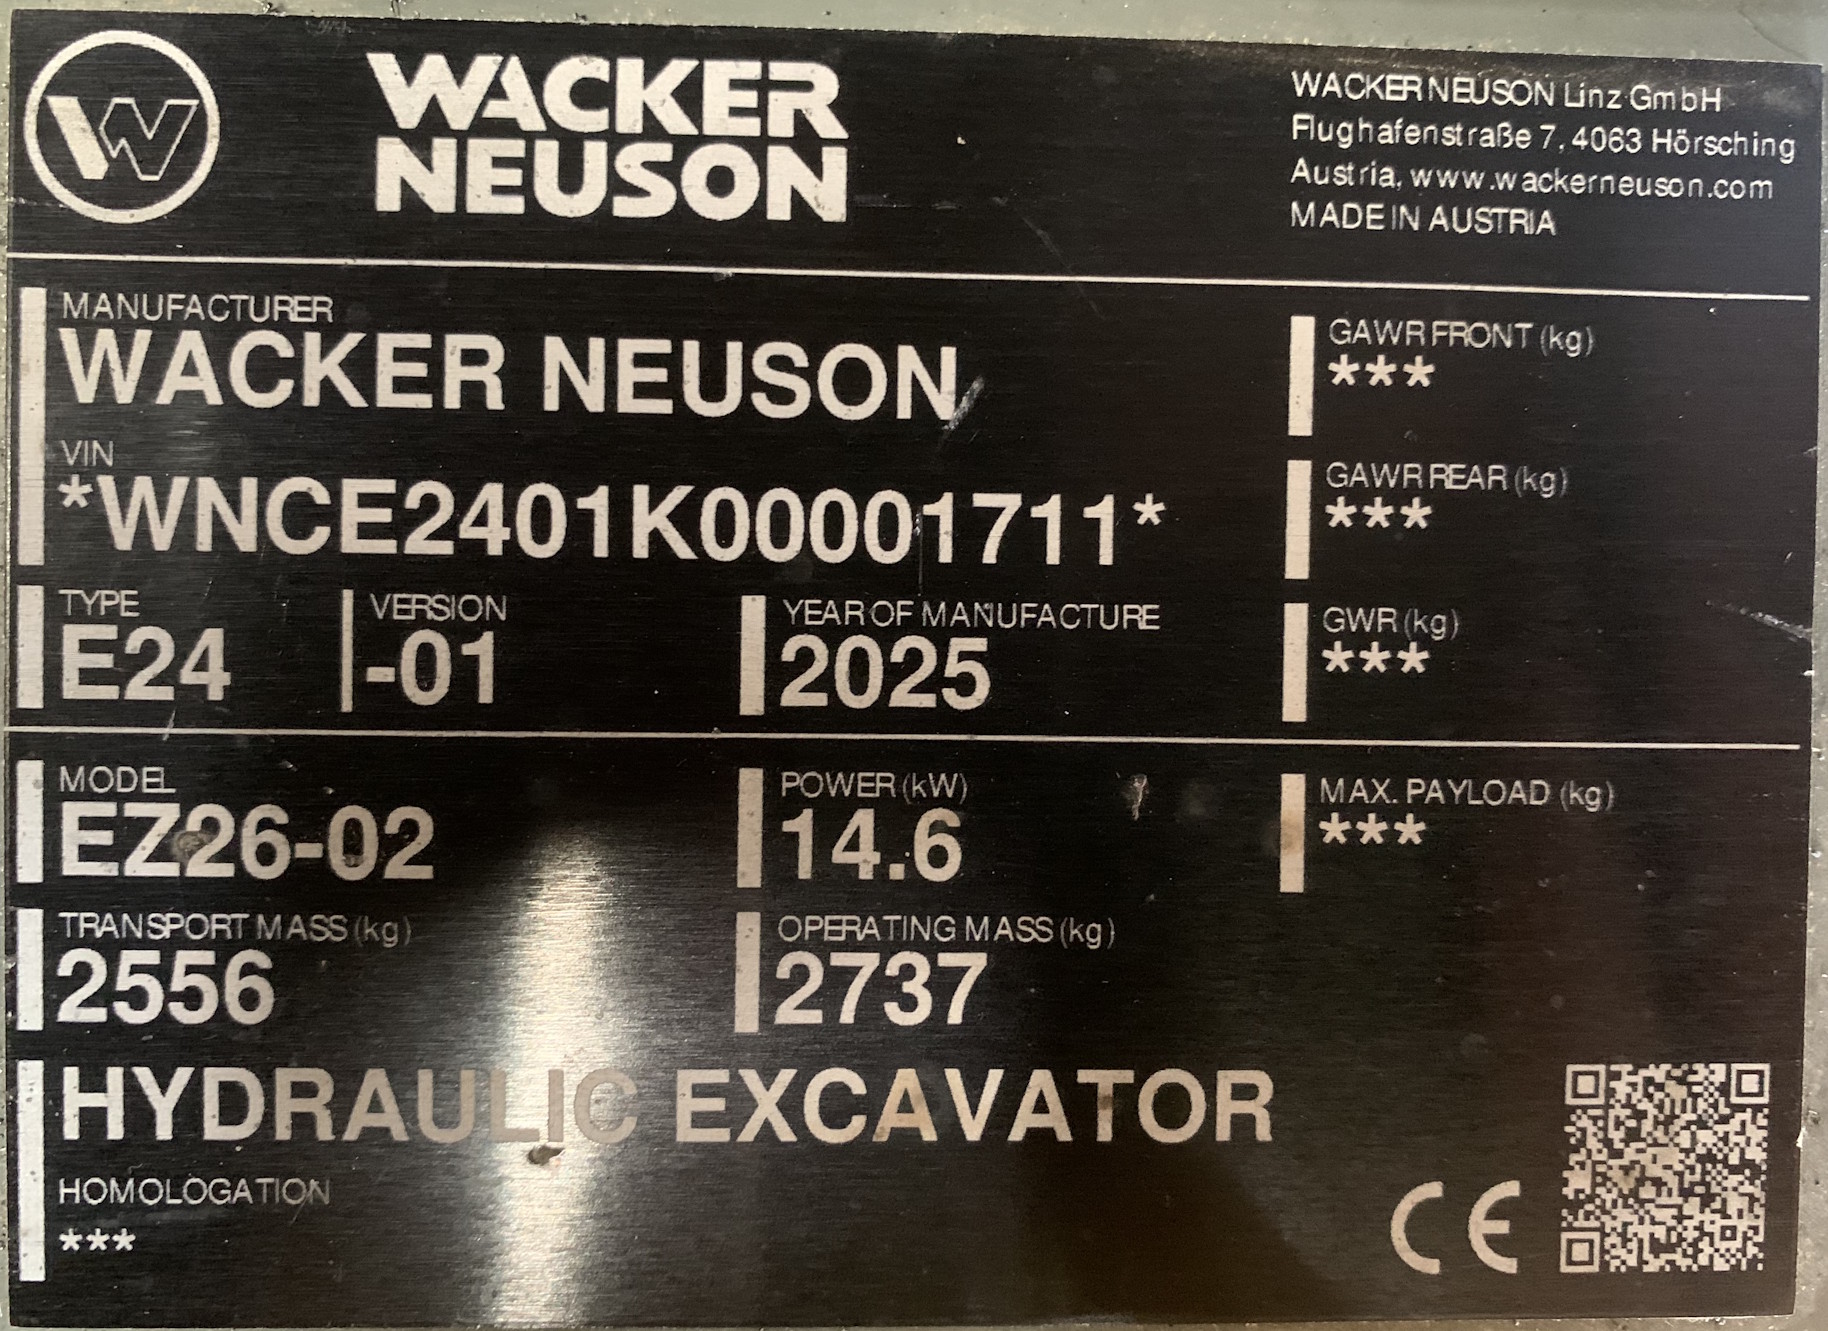 WACKER
NEUSON
WACKER NEUSON Linz GmbH
Flughafenstraße 7, 4063 Hörsching
Austria, www.wackerneuson.com
MADE IN AUSTRIA
MANUFACTURER
WACKER NEUSON
VIN
*WNCE2401K00001711*
TYPE
E24
VERSION
-01
YEAR OF MANUFACTURE
2025
GAWR FRONT (kg)
***
GAWR REAR (kg)
***
GWR (kg)
***
MODEL
EZ26-02
POWER (kW)
14.6
MAX. PAYLOAD (kg)
***
TRANSPORT MASS (kg)
2556
OPERATING MASS (kg)
2737
HYDRAULIC EXCAVATOR
HOMOLOGATION
***
CE